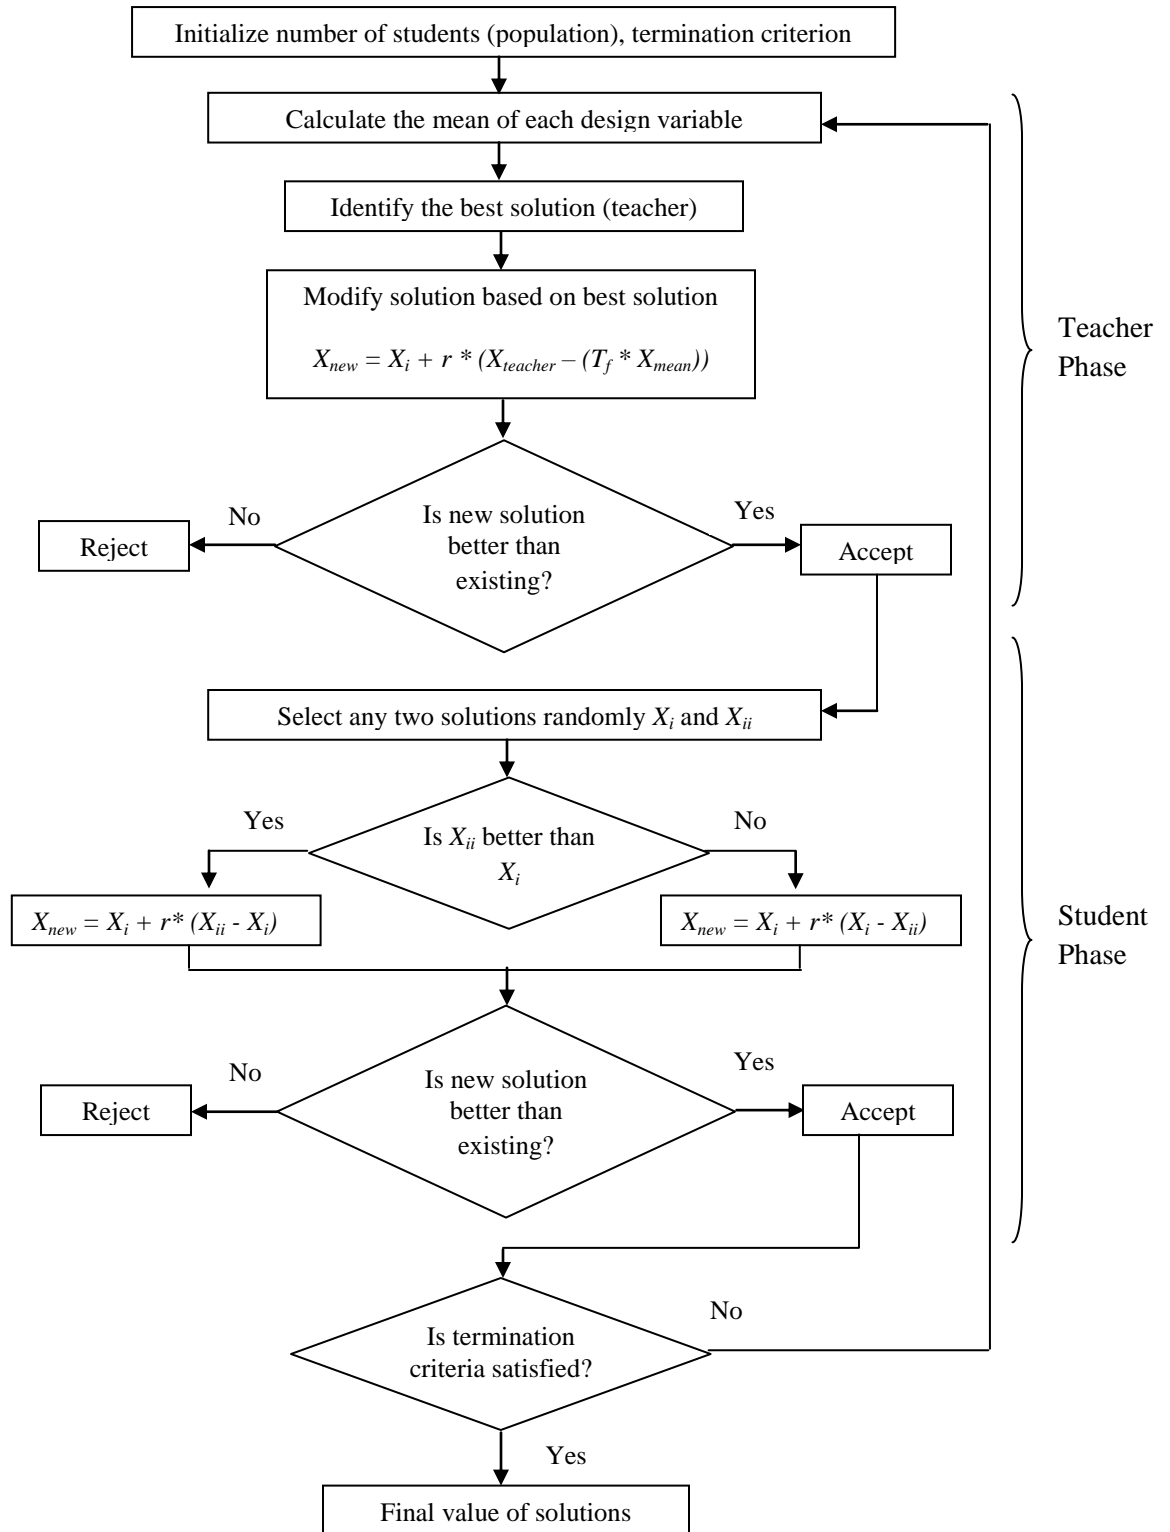 Initialize number of students (population), termination criterion
Calculate the mean of each design variable
Identify the best solution (teacher)
Modify solution based on best solution
X_new = X_i + r * (X_teacher – (T_f * X_mean))
Teacher
Phase
No
Yes
Is new solution
better than
existing?
Reject
Accept
Select any two solutions randomly X_i and X_ii
Yes
No
Is X_ii better than
X_i
X_new = X_i + r* (X_ii - X_i)
X_new = X_i + r* (X_i - X_ii)
Student
Phase
No
Yes
Is new solution
better than
existing?
Reject
Accept
No
Is termination
criteria satisfied?
Yes
Final value of solutions